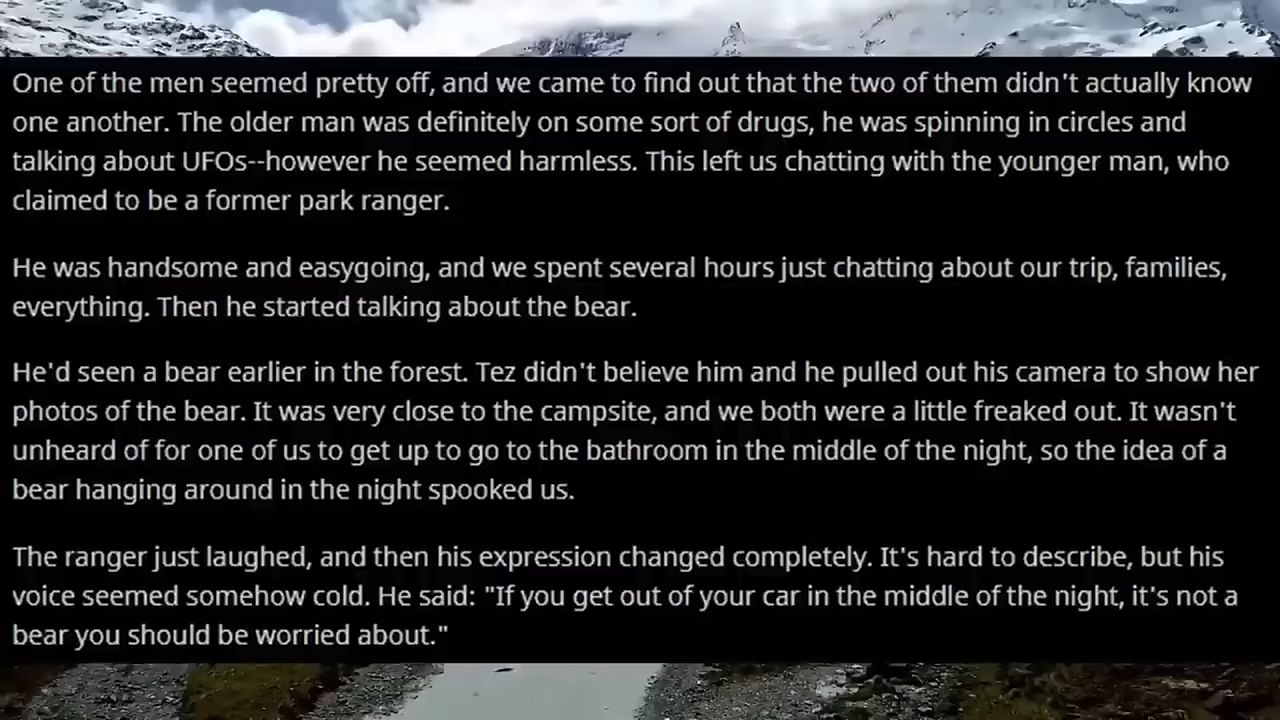 One of the men seemed pretty off, and we came to find out that the two of them didn't actually know
one another. The older man was definitely on some sort of drugs, he was spinning in circles and
talking about UFOs--however he seemed harmless. This left us chatting with the younger man, who
claimed to be a former park ranger.
He was handsome and easygoing, and we spent several hours just chatting about our trip, families,
everything. Then he started talking about the bear.
He'd seen a bear earlier in the forest. Tez didn't believe him and he pulled out his camera to show her
photos of the bear. It was very close to the campsite, and we both were a little freaked out. It wasn't
unheard of for one of us to get up to go to the bathroom in the middle of the night, so the idea of a
bear hanging around in the night spooked us.
The ranger just laughed, and then his expression changed completely. It's hard to describe, but his
voice seemed somehow cold. He said: "If you get out of your car in the middle of the night, it's not a
bear you should be worried about."